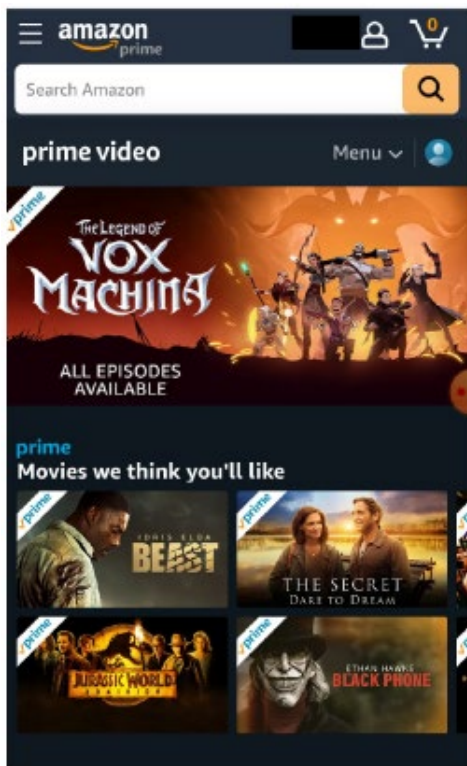 amazon
prime
0
Search Amazon
prime video
Menu
prime
THE LEGEND OF
VOX
MACHINA
ALL EPISODES
AVAILABLE
prime
Movies we think you'll like
prime
IDRIS ELBA
BEAST
prime
THE SECRET
DARE TO DREAM
prime
JURASSIC WORLD
DOMINION
prime
ETHAN HAWKE
BLACK PHONE